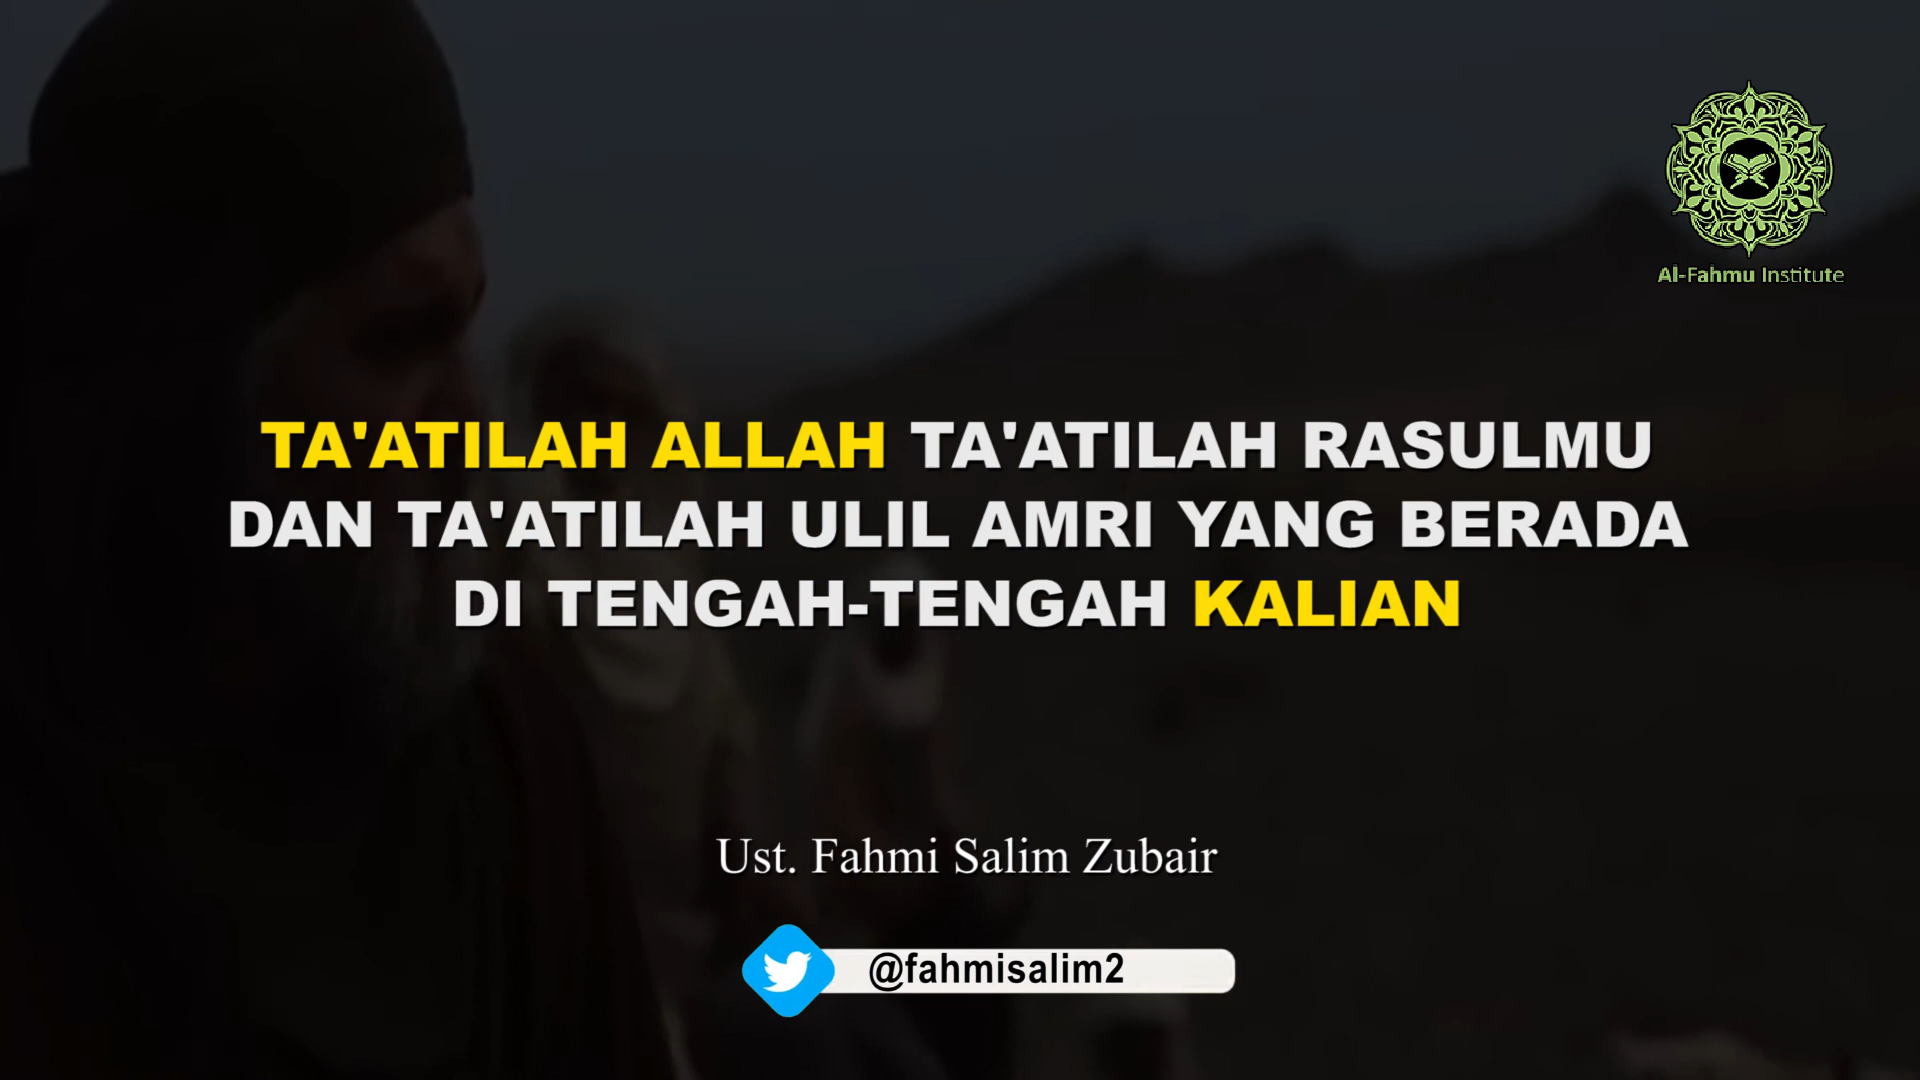 Al-Fahmu Institute
TA'ATILAH ALLAH TA'ATILAH RASULMU
DAN TA'ATILAH ULIL AMRI YANG BERADA
DI TENGAH-TENGAH KALIAN
Ust. Fahmi Salim Zubair
@fahmisalim2